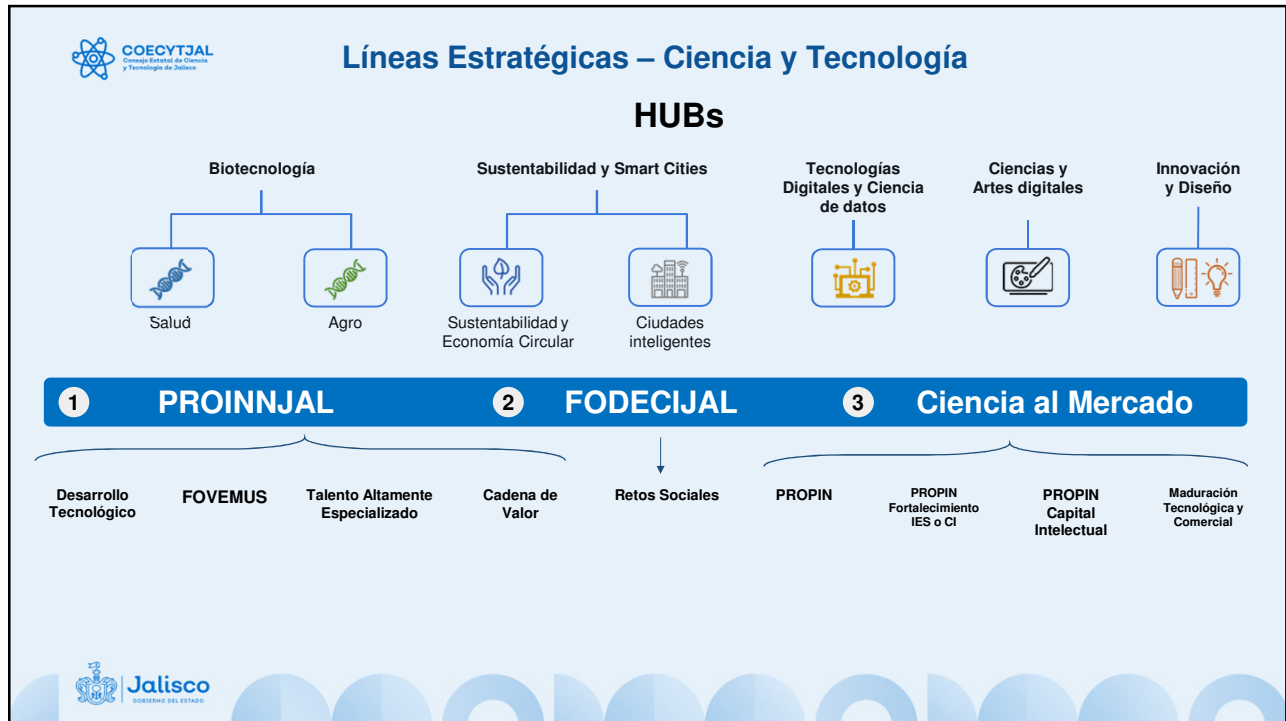 COECYTJAL
Consejo Estatal de Ciencia
y Tecnología de Jalisco
Líneas Estratégicas – Ciencia y Tecnología
HUBs
Biotecnología
Sustentabilidad y Smart Cities
Tecnologías
Digitales y Ciencia
de datos
Ciencias y
Artes digitales
Innovación
y Diseño
Salud
Agro
Sustentabilidad y
Economía Circular
Ciudades
inteligentes
1 PROINNJAL
2 FODECIJAL
3 Ciencia al Mercado
Desarrollo
Tecnológico
FOVEMUS
Talento Altamente
Especializado
Cadena de
Valor
Retos Sociales
PROPIN
PROPIN
Fortalecimiento
IES o CI
PROPIN
Capital
Intelectual
Maduración
Tecnológica y
Comercial
Jalisco
GOBIERNO DEL ESTADO